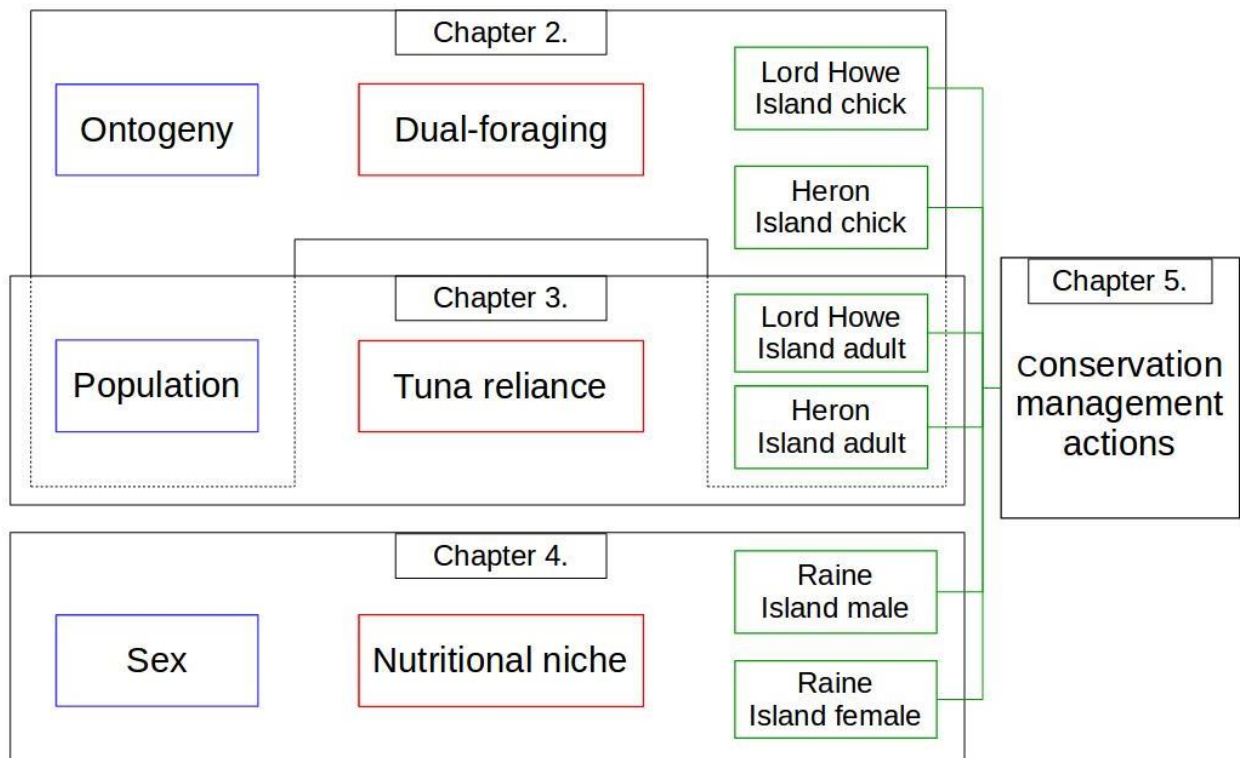 Chapter 2.
Ontogeny
Dual-foraging
Lord Howe
Island chick
Heron
Island chick
Chapter 3.
Population
Tuna reliance
Lord Howe
Island adult
Heron
Island adult
Chapter 4.
Sex
Nutritional niche
Raine
Island male
Raine
Island female
Chapter 5.
Conservation
management
actions